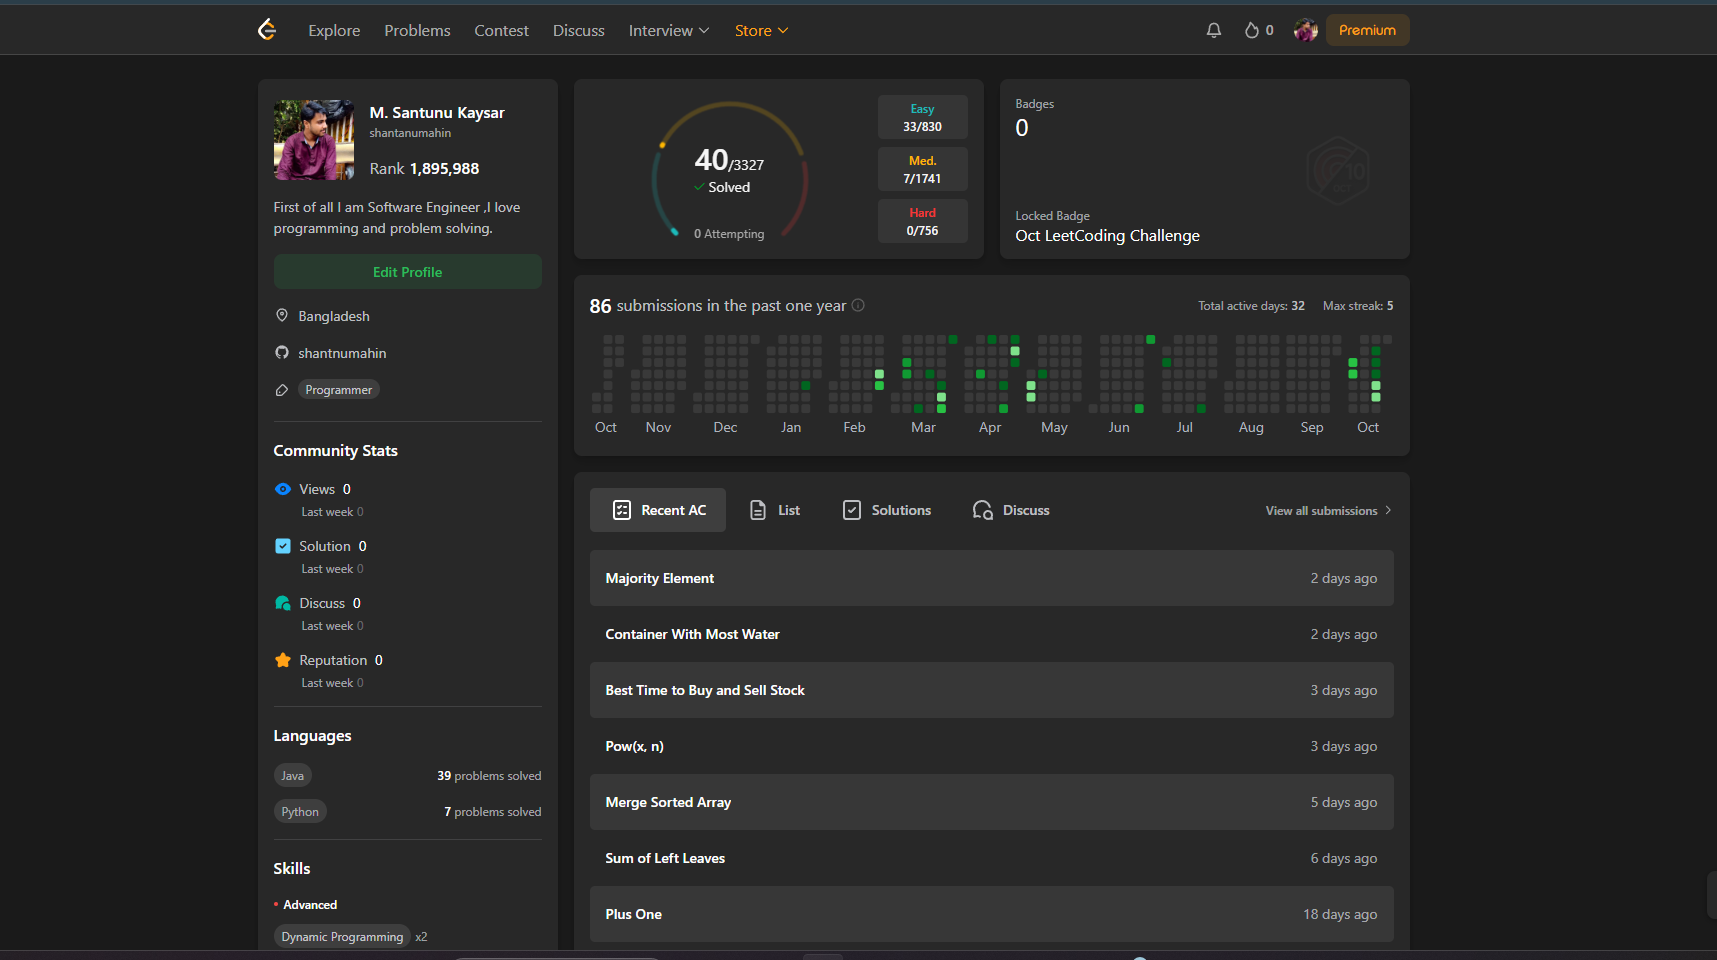 Explore Problems Contest Discuss Interview Store 0 Premium
M. Santunu Kaysar
shantanumahin
Rank 1,895,988
First of all I am Software Engineer ,I love
programming and problem solving.
Edit Profile
Bangladesh
shantnumahin
Programmer
Community Stats
Views 0
Last week 0
Solution 0
Last week 0
Discuss 0
Last week 0
Reputation 0
Last week 0
Languages
Java 39 problems solved
Python 7 problems solved
Skills
Advanced
Dynamic Programming x2
40/3327
Solved
0 Attempting
Easy
33/830
Med.
7/1741
Hard
0/756
Badges
0
10
OCT
Locked Badge
Oct LeetCoding Challenge
86 submissions in the past one year Total active days: 32 Max streak: 5
Oct Nov Dec Jan Feb Mar Apr May Jun Jul Aug Sep Oct
Recent AC List Solutions Discuss View all submissions
Majority Element 2 days ago
Container With Most Water 2 days ago
Best Time to Buy and Sell Stock 3 days ago
Pow(x, n) 3 days ago
Merge Sorted Array 5 days ago
Sum of Left Leaves 6 days ago
Plus One 18 days ago